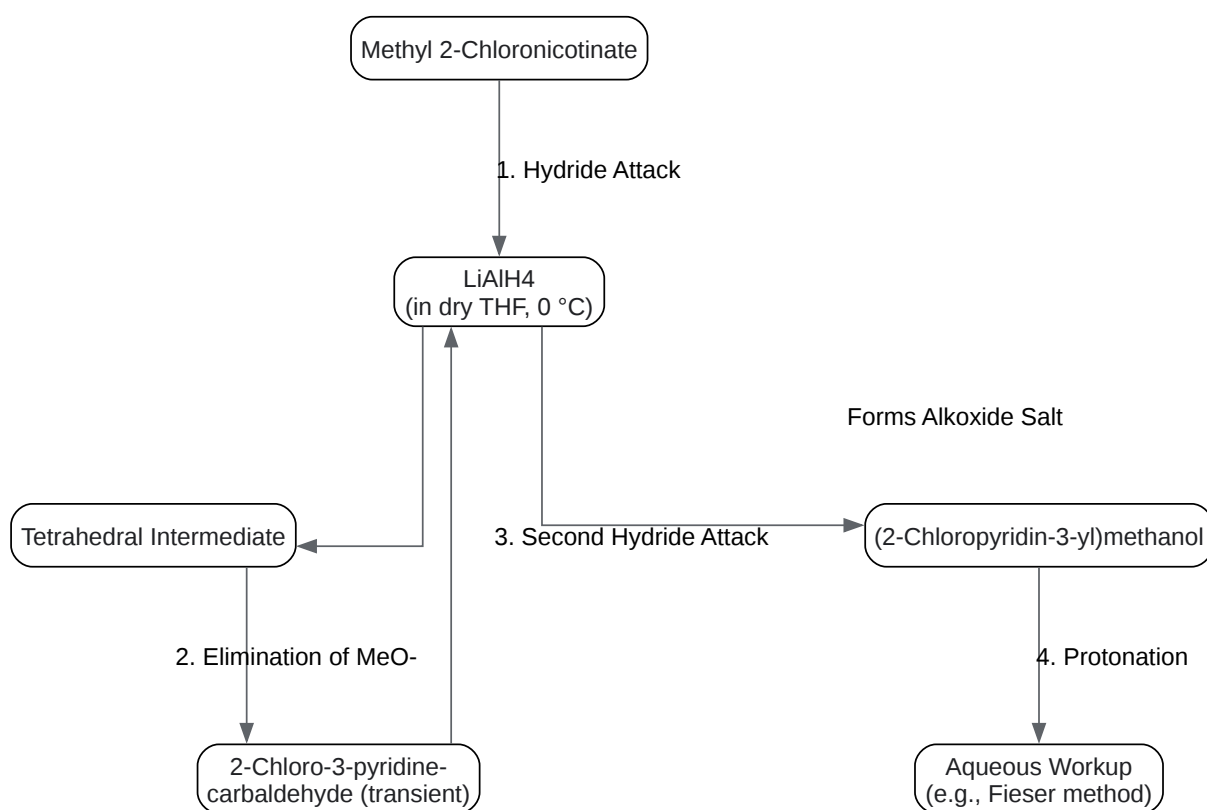 Methyl 2-Chloronicotinate
1. Hydride Attack
LiAlH4
(in dry THF, 0 °C)
Forms Alkoxide Salt
Tetrahedral Intermediate
3. Second Hydride Attack
(2-Chloropyridin-3-yl)methanol
2. Elimination of MeO-
4. Protonation
2-Chloro-3-pyridine-
carbaldehyde (transient)
Aqueous Workup
(e.g., Fieser method)